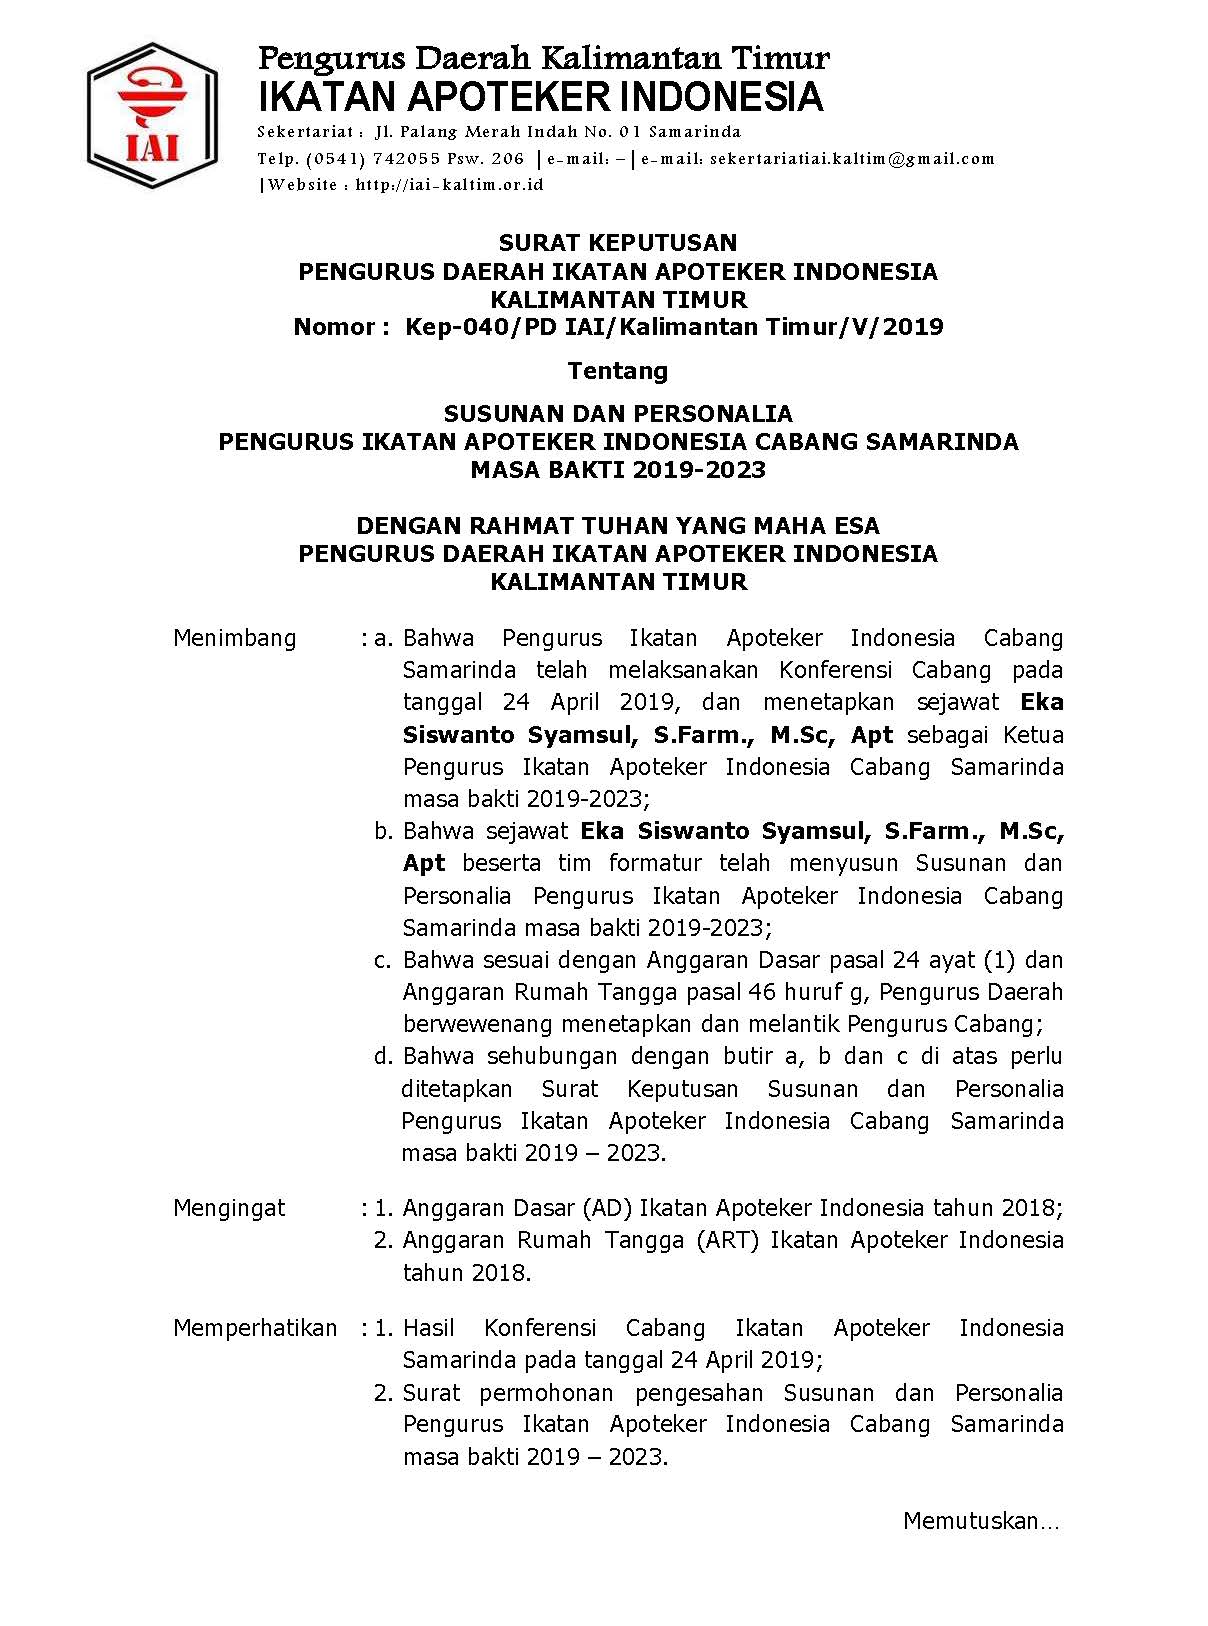 IAI
Pengurus Daerah Kalimantan Timur
IKATAN APOTEKER INDONESIA
Sekertariat : Jl. Palang Merah Indah No. 01 Samarinda
Telp. (0541) 742055 Psw. 206 |e-mail: –|e-mail: sekertariatiai.kaltim@gmail.com
|Website : http://iai-kaltim.or.id
SURAT KEPUTUSAN
PENGURUS DAERAH IKATAN APOTEKER INDONESIA
KALIMANTAN TIMUR
Nomor : Kep-040/PD IAI/Kalimantan Timur/V/2019
Tentang
SUSUNAN DAN PERSONALIA
PENGURUS IKATAN APOTEKER INDONESIA CABANG SAMARINDA
MASA BAKTI 2019-2023
DENGAN RAHMAT TUHAN YANG MAHA ESA
PENGURUS DAERAH IKATAN APOTEKER INDONESIA
KALIMANTAN TIMUR
Menimbang : a. Bahwa Pengurus Ikatan Apoteker Indonesia Cabang
Samarinda telah melaksanakan Konferensi Cabang pada
tanggal 24 April 2019, dan menetapkan sejawat Eka
Siswanto Syamsul, S.Farm., M.Sc, Apt sebagai Ketua
Pengurus Ikatan Apoteker Indonesia Cabang Samarinda
masa bakti 2019-2023;
b. Bahwa sejawat Eka Siswanto Syamsul, S.Farm., M.Sc,
Apt beserta tim formatur telah menyusun Susunan dan
Personalia Pengurus Ikatan Apoteker Indonesia Cabang
Samarinda masa bakti 2019-2023;
c. Bahwa sesuai dengan Anggaran Dasar pasal 24 ayat (1) dan
Anggaran Rumah Tangga pasal 46 huruf g, Pengurus Daerah
berwewenang menetapkan dan melantik Pengurus Cabang;
d. Bahwa sehubungan dengan butir a, b dan c di atas perlu
ditetapkan Surat Keputusan Susunan dan Personalia
Pengurus Ikatan Apoteker Indonesia Cabang Samarinda
masa bakti 2019 – 2023.
Mengingat : 1. Anggaran Dasar (AD) Ikatan Apoteker Indonesia tahun 2018;
2. Anggaran Rumah Tangga (ART) Ikatan Apoteker Indonesia
tahun 2018.
Memperhatikan : 1. Hasil Konferensi Cabang Ikatan Apoteker Indonesia
Samarinda pada tanggal 24 April 2019;
2. Surat permohonan pengesahan Susunan dan Personalia
Pengurus Ikatan Apoteker Indonesia Cabang Samarinda
masa bakti 2019 – 2023.
Memutuskan...